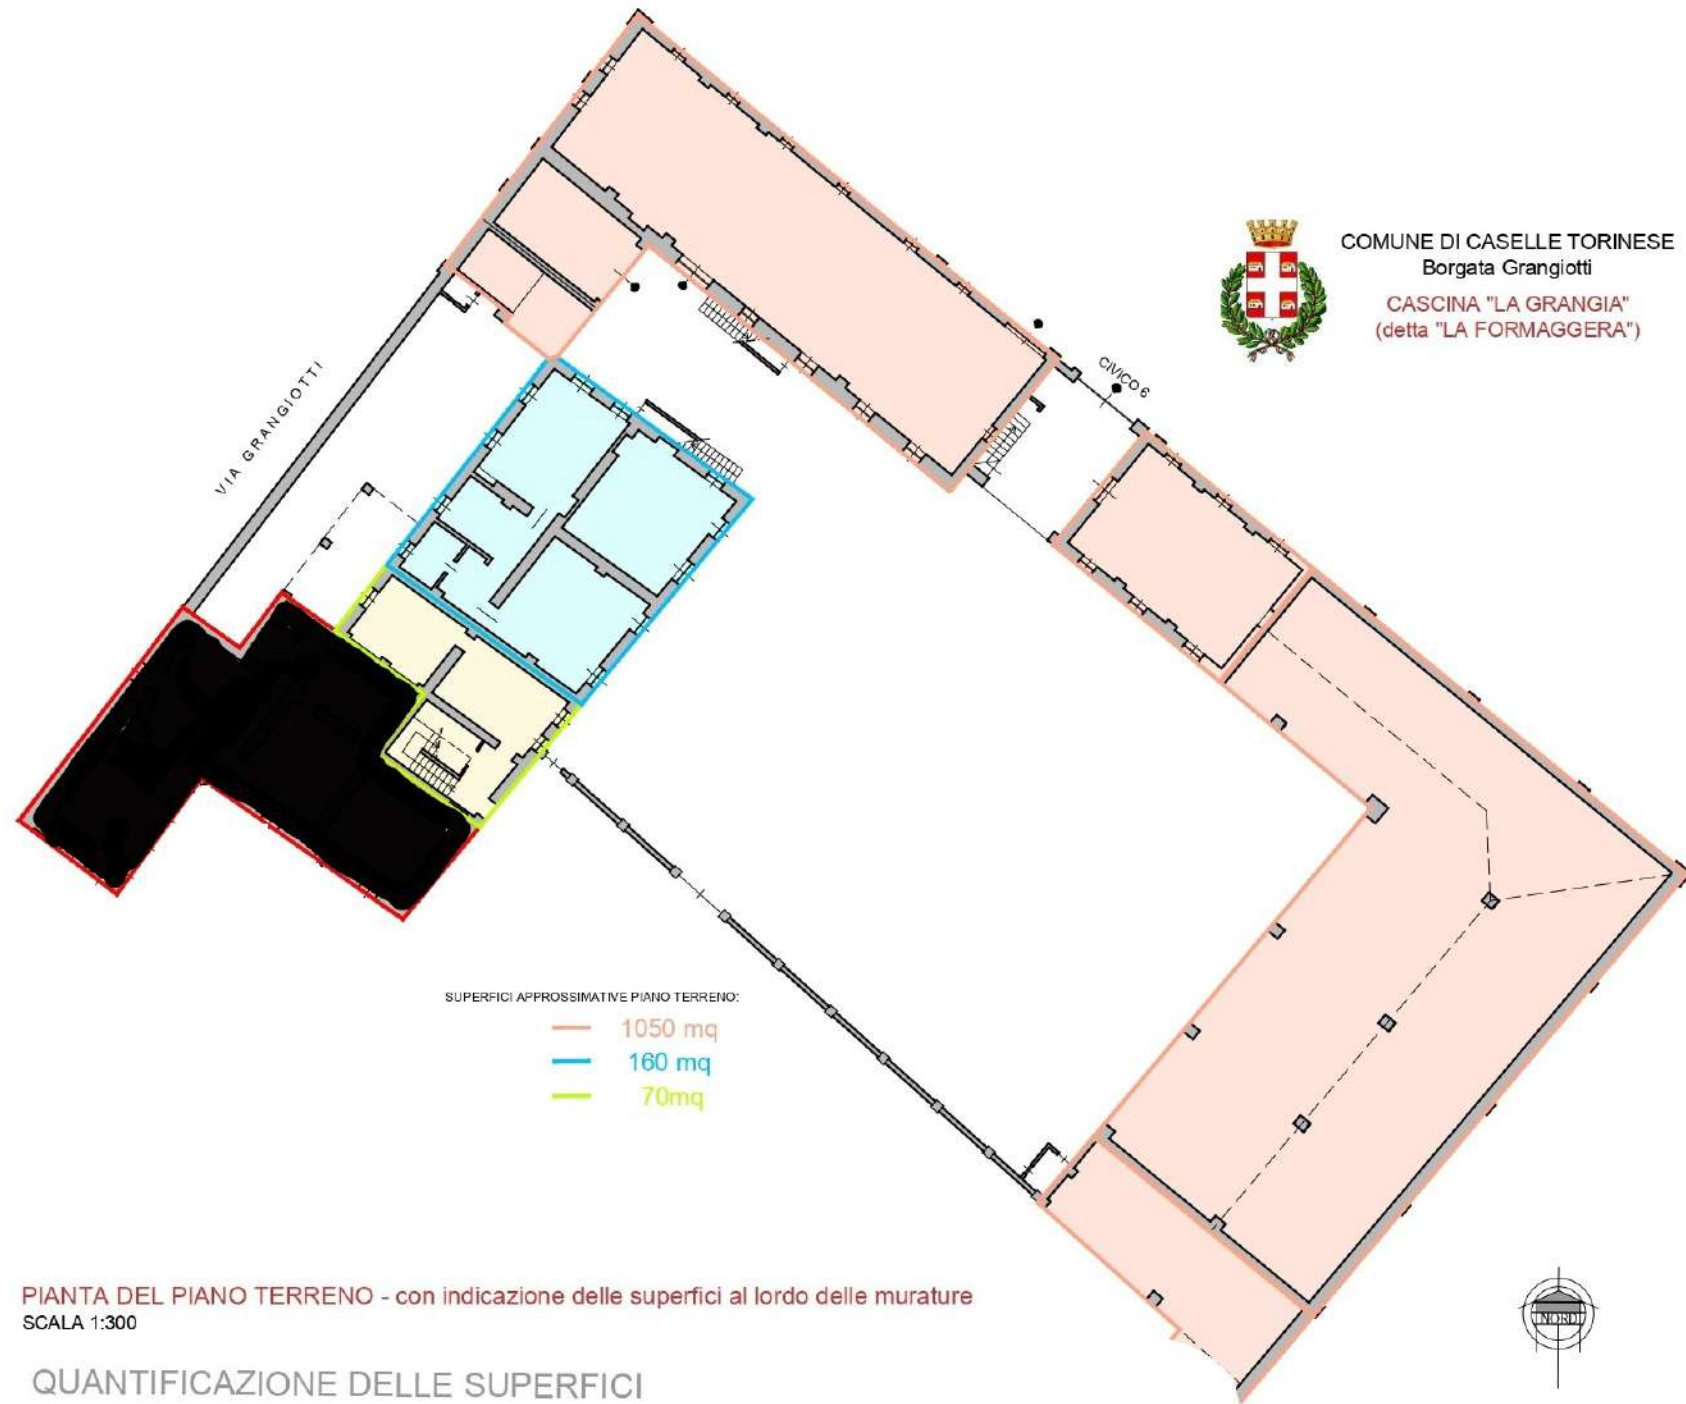 COMUNE DI CASELLE TORINESE
Borgata Grangiotti
CASCINA "LA GRANGIA"
(detta "LA FORMAGGERA")
CIVICO 6
VIA GRANGIOTTI
SUPERFICI APPROSSIMATIVE PIANO TERRENO:
1050 mq
160 mq
70mq
PIANTA DEL PIANO TERRENO - con indicazione delle superfici al lordo delle murature
SCALA 1:300
NORD
QUANTIFICAZIONE DELLE SUPERFICI